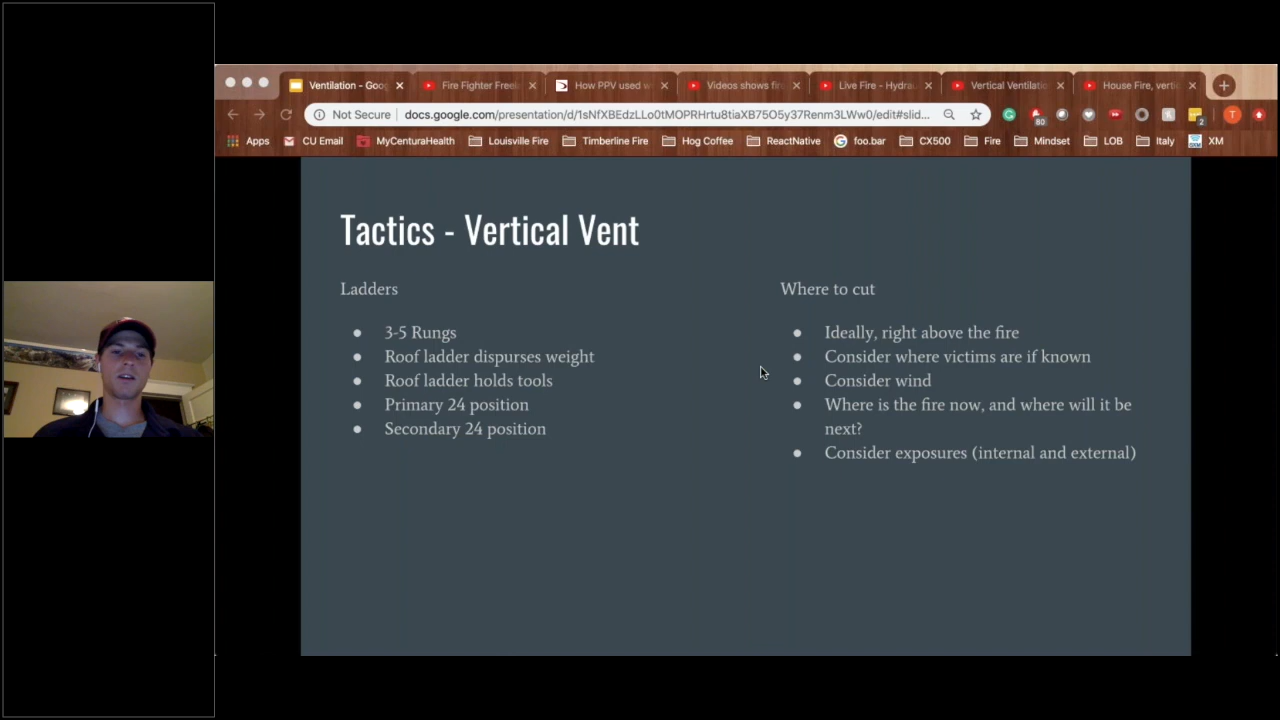 Ventilation - Goo
Fire Fighter Free
How PPV used w
Videos shows fir
Live Fire - Hydra
Vertical Ventilatio
House Fire, verti
Not Secure
docs.google.com/presentation/d/1sNfXBEdzLLo0tMOPRHrtu8tiaXB75O5y37Renm3LWw0/edit#slid...
80
T
2
Apps
CU Email
MyCenturaHealth
Louisville Fire
Timberline Fire
Hog Coffee
ReactNative
foo.bar
CX500
Fire
Mindset
LOB
Italy
XM
Tactics - Vertical Vent
Ladders
3-5 Rungs
Roof ladder dispurses weight
Roof ladder holds tools
Primary 24 position
Secondary 24 position
Where to cut
Ideally, right above the fire
Consider where victims are if known
Consider wind
Where is the fire now, and where will it be
next?
Consider exposures (internal and external)